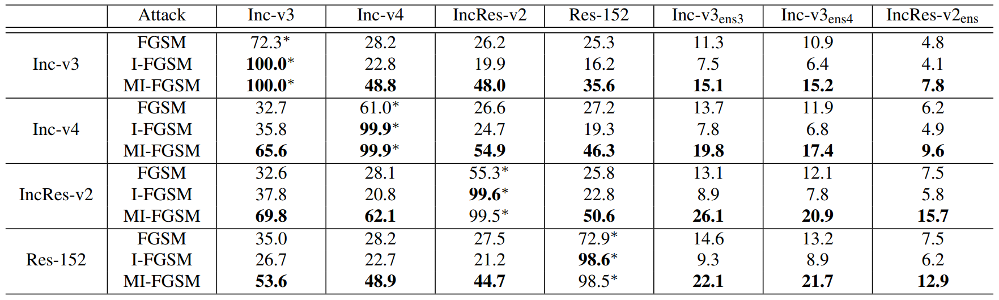 Attack Inc-v3 Inc-v4 IncRes-v2 Res-152 Inc-v3ens3 Inc-v3ens4 IncRes-v2ens
FGSM 72.3* 28.2 26.2 25.3 11.3 10.9 4.8
Inc-v3 I-FGSM 100.0* 22.8 19.9 16.2 7.5 6.4 4.1
MI-FGSM 100.0* 48.8 48.0 35.6 15.1 15.2 7.8
FGSM 32.7 61.0* 26.6 27.2 13.7 11.9 6.2
Inc-v4 I-FGSM 35.8 99.9* 24.7 19.3 7.8 6.8 4.9
MI-FGSM 65.6 99.9* 54.9 46.3 19.8 17.4 9.6
FGSM 32.6 28.1 55.3* 25.8 13.1 12.1 7.5
IncRes-v2 I-FGSM 37.8 20.8 99.6* 22.8 8.9 7.8 5.8
MI-FGSM 69.8 62.1 99.5* 50.6 26.1 20.9 15.7
FGSM 35.0 28.2 27.5 72.9* 14.6 13.2 7.5
Res-152 I-FGSM 26.7 22.7 21.2 98.6* 9.3 8.9 6.2
MI-FGSM 53.6 48.9 44.7 98.5* 22.1 21.7 12.9